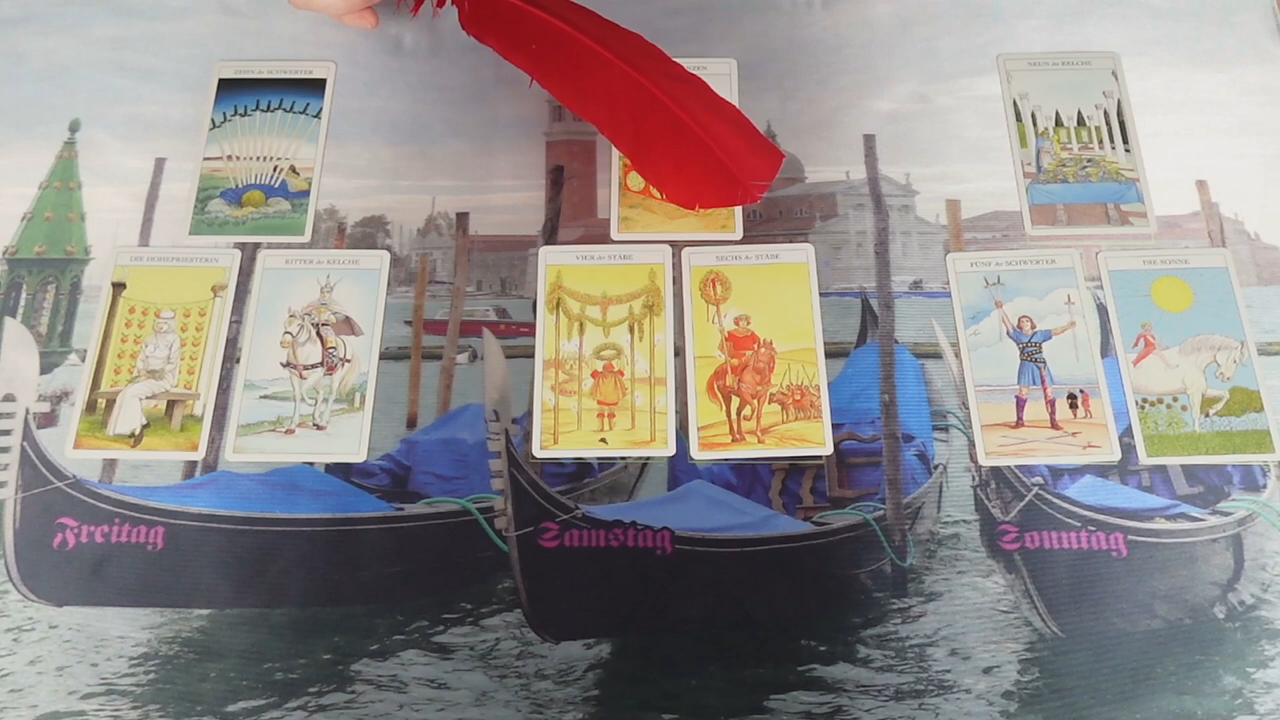 ZEHN der SCHWERTER
NZEN
NEUN der KELCHE
DIE HOHEPRIESTERIN
RITTER der KELCHE
VIER der STÄBE
SECHS der STÄBE
FÜNF der SCHWERTER
DIE SONNE
Freitag
Samstag
Sonntag